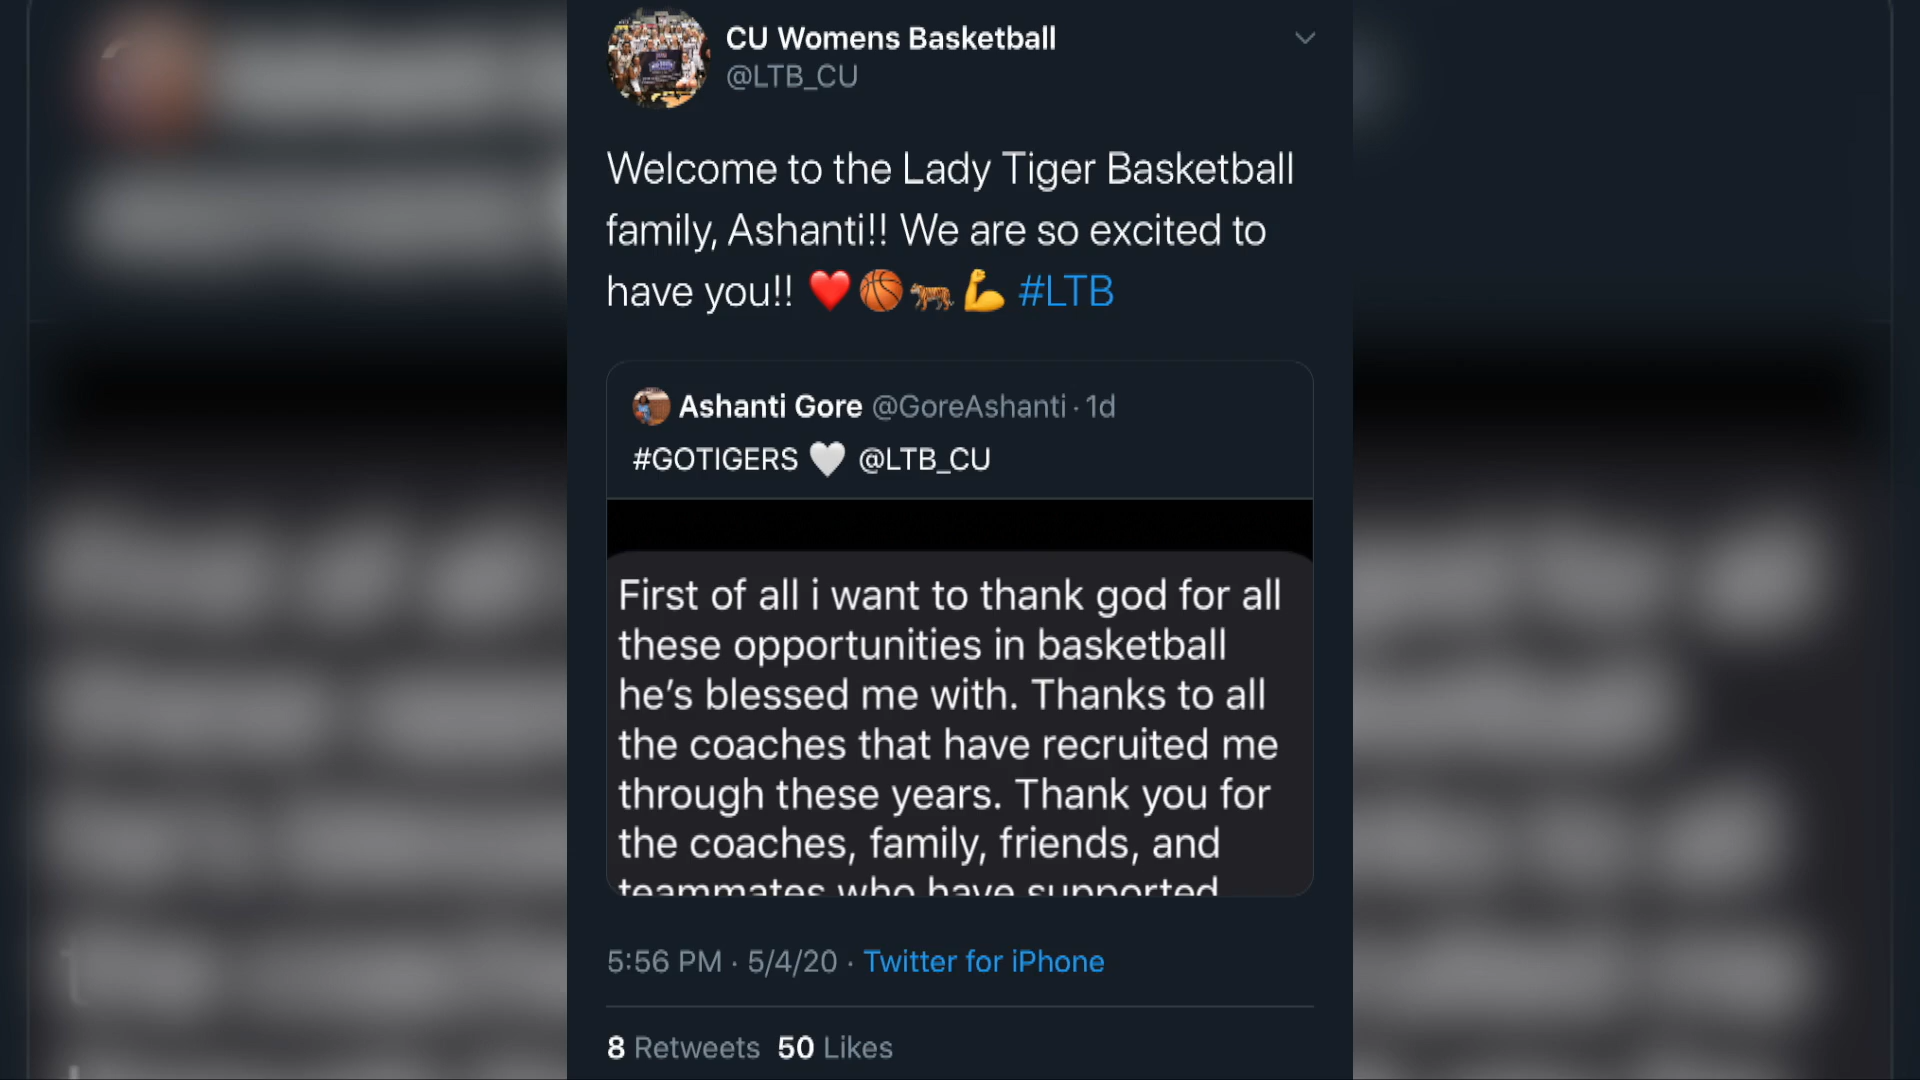 CU Womens Basketball
@LTB_CU
Welcome to the Lady Tiger Basketball
family, Ashanti!! We are so excited to
have you!! ❤️🏀🐅💪 #LTB
Ashanti Gore @GoreAshanti · 1d
#GOTIGERS 🤍 @LTB_CU
First of all i want to thank god for all
these opportunities in basketball
he’s blessed me with. Thanks to all
the coaches that have recruited me
through these years. Thank you for
the coaches, family, friends, and
teammates who have supported
5:56 PM · 5/4/20 · Twitter for iPhone
8 Retweets 50 Likes